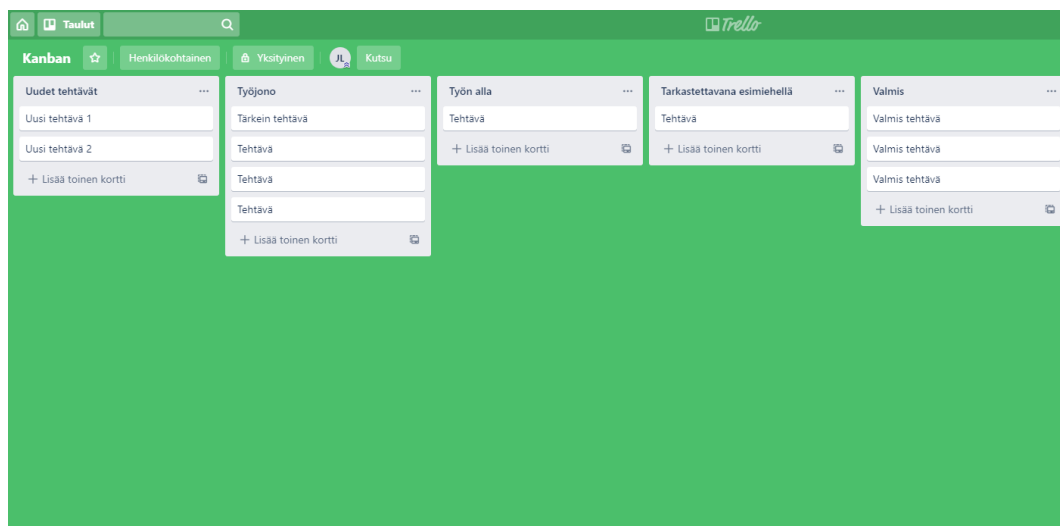 Taulut
Trello
Kanban
Henkilökohtainen
Yksityinen
JL
Kutsu
Uudet tehtävät
Uusi tehtävä 1
Uusi tehtävä 2
+ Lisää toinen kortti
Työjono
Tärkein tehtävä
Tehtävä
Tehtävä
Tehtävä
+ Lisää toinen kortti
Työn alla
Tehtävä
+ Lisää toinen kortti
Tarkastettavana esimiehellä
Tehtävä
+ Lisää toinen kortti
Valmis
Valmis tehtävä
Valmis tehtävä
Valmis tehtävä
+ Lisää toinen kortti